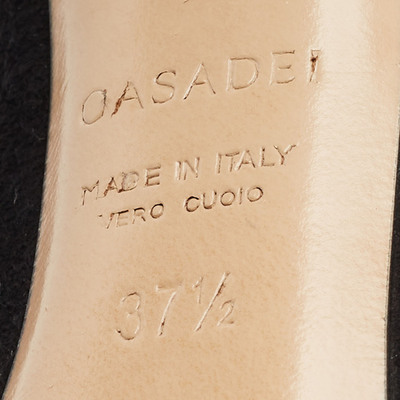 CASADEI
MADE IN ITALY
VERO CUOIO
37½